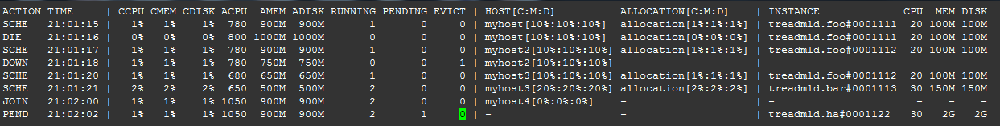 ACTION TIME | CCPU CMEM CDISK ACPU AMEM ADISK RUNNING PENDING EVICT | HOST[C:M:D] ALLOCATION[C:M:D] | INSTANCE CPU MEM DISK
SCHE 21:01:15 | 1% 1% 1% 780 900M 900M 1 0 0 | myhost[10%:10%:10%] allocation[1%:1%:1%] | treadmld.foo#0001111 20 100M 100M
DIE 21:01:16 | 0% 0% 0% 800 1000M 1000M 0 0 0 | myhost[10%:10%:10%] allocation[0%:0%:0%] | treadmld.foo#0001111 20 100M 100M
SCHE 21:01:17 | 1% 1% 1% 780 900M 900M 1 0 0 | myhost2[10%:10%:10%] allocation[1%:1%:1%] | treadmld.foo#0001112 20 100M 100M
DOWN 21:01:18 | 1% 1% 1% 780 750M 750M 0 0 1 | myhost2[10%:10%:10%] - | - - - -
SCHE 21:01:20 | 1% 1% 1% 680 650M 650M 1 0 0 | myhost3[10%:10%:10%] allocation[1%:1%:1%] | treadmld.foo#0001112 20 100M 100M
SCHE 21:01:21 | 2% 2% 2% 650 500M 500M 2 0 0 | myhost3[20%:20%:20%] allocation[2%:2%:2%] | treadmld.bar#0001113 30 150M 150M
JOIN 21:02:00 | 1% 1% 1% 1050 900M 900M 2 0 0 | myhost4[0%:0%:0%] - | - - - -
PEND 21:02:02 | 1% 1% 1% 1050 900M 900M 2 1 0 | - - | treadmld.ha#0001122 30 2G 2G